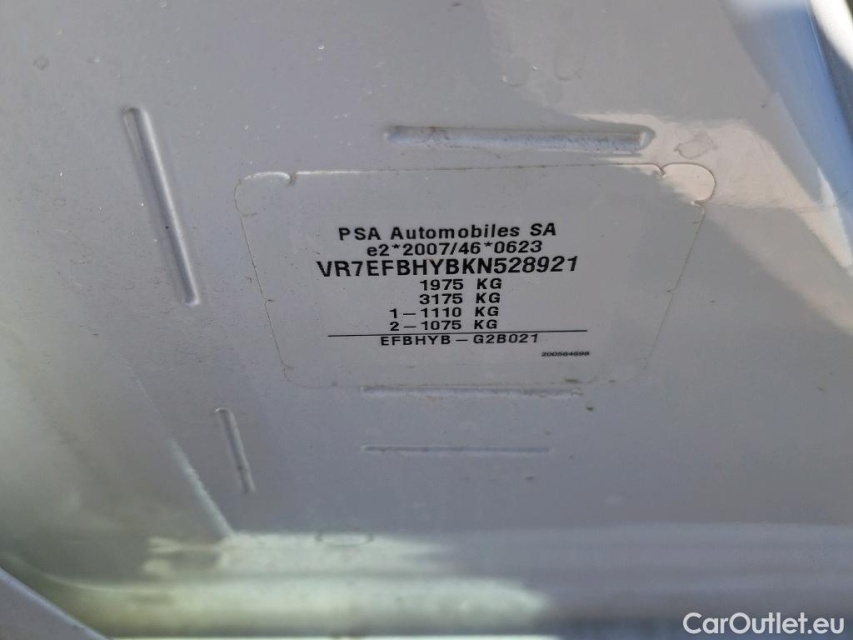 PSA Automobiles SA
e2*2007/46*0623
VR7EFBHYBKN528921
1975 KG
3175 KG
1-1110 KG
2-1075 KG
EFBHYB-G2B021
CarOutlet.eu